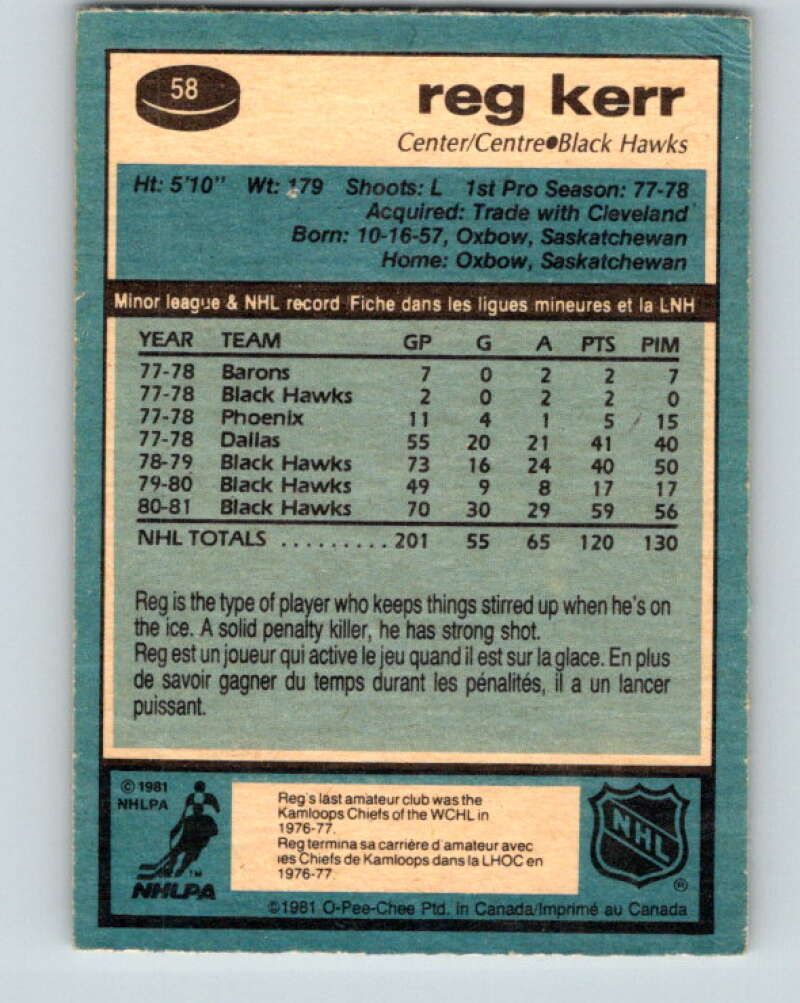 58
reg kerr
Center/Centre●Black Hawks
Ht: 5'10" Wt: 179 Shoots: L 1st Pro Season: 77-78
Acquired: Trade with Cleveland
Born: 10-16-57, Oxbow, Saskatchewan
Home: Oxbow, Saskatchewan
Minor league & NHL record Fiche dans les ligues mineures et la LNH
YEAR TEAM GP G A PTS PIM
77-78 Barons 7 0 2 2 7
77-78 Black Hawks 2 0 2 2 0
77-78 Phoenix 11 4 1 5 15
77-78 Dallas 55 20 21 41 40
78-79 Black Hawks 73 16 24 40 50
79-80 Black Hawks 49 9 8 17 17
80-81 Black Hawks 70 30 29 59 56
NHL TOTALS ......... 201 55 65 120 130
Reg is the type of player who keeps things stirred up when he's on
the ice. A solid penalty killer, he has strong shot.
Reg est un joueur qui active le jeu quand il est sur la glace. En plus
de savoir gagner du temps durant les pénalités, il a un lancer
puissant.
© 1981
NHLPA
TM
NHLPA
Reg's last amateur club was the
Kamloops Chiefs of the WCHL in
1976-77.
Reg termina sa carrière d'amateur avec
les Chiefs de Kamloops dans la LHOC en
1976-77.
NHL
®
©1981 O-Pee-Chee Ptd. in Canada/Imprimé au Canada